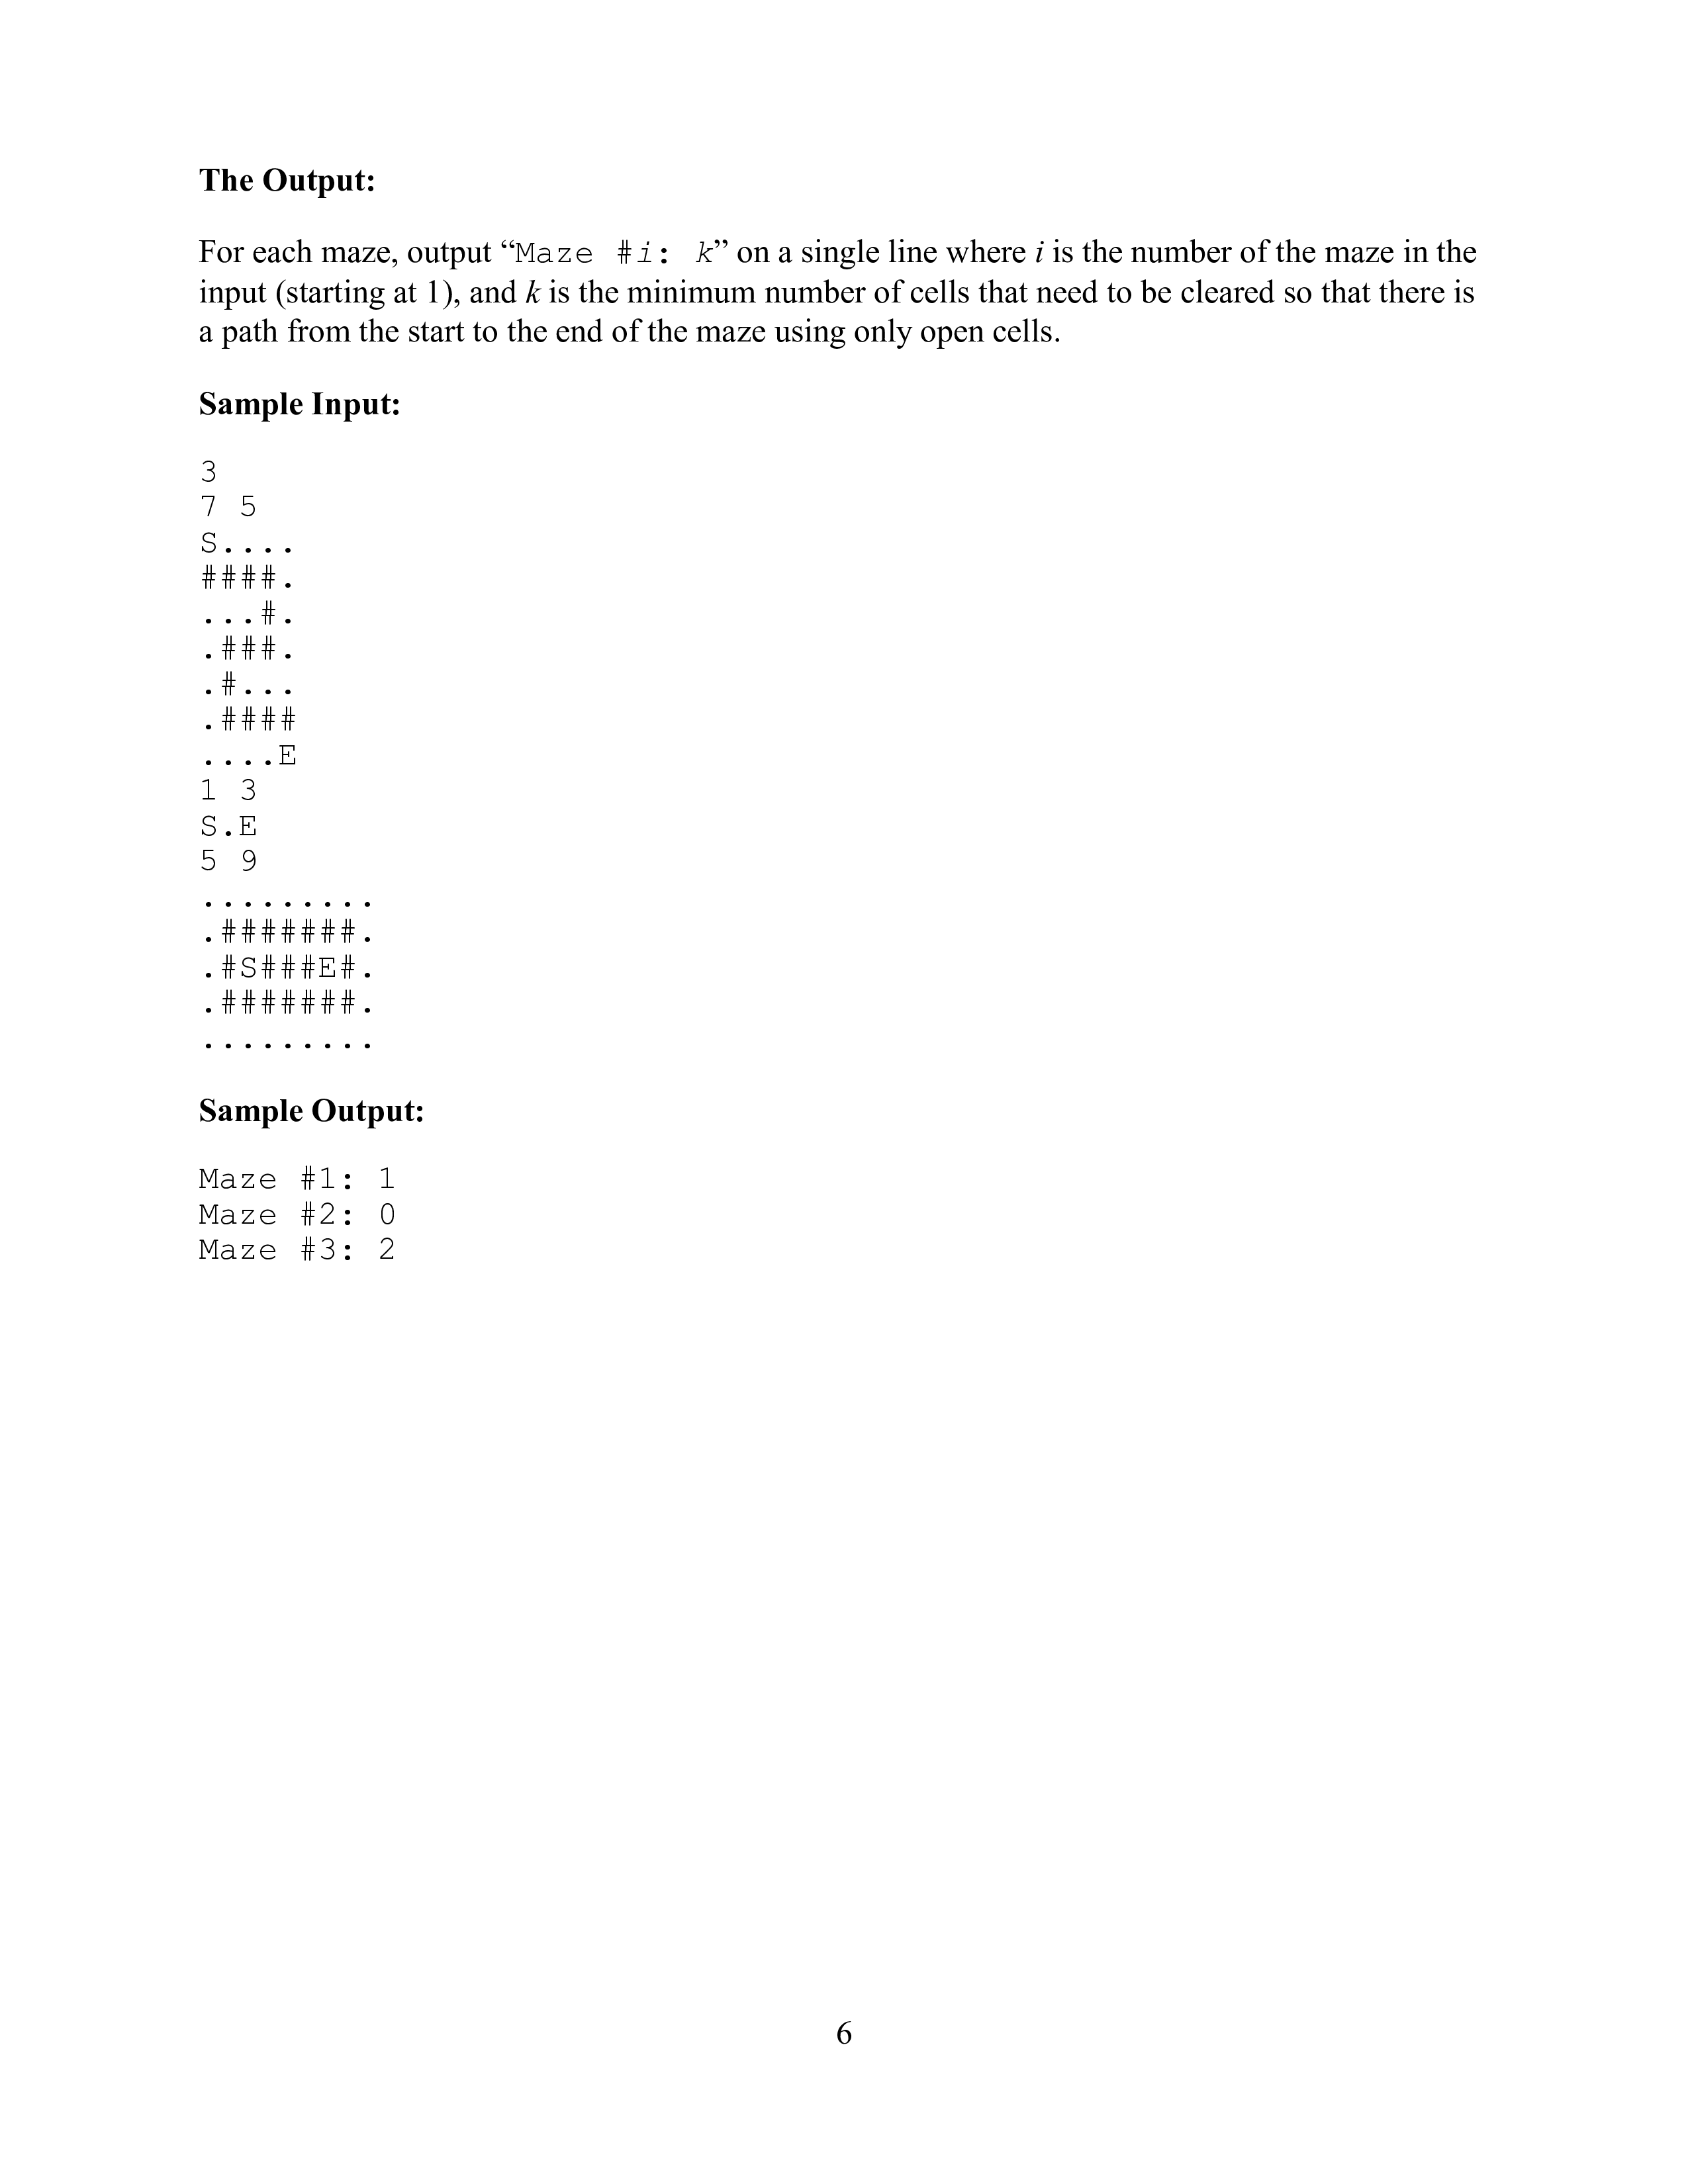 The Output:
For each maze, output “Maze #i: k” on a single line where i is the number of the maze in the
input (starting at 1), and k is the minimum number of cells that need to be cleared so that there is
a path from the start to the end of the maze using only open cells.
Sample Input:
3
7 5
S....
####.
...#.
.###.
.#...
.####
....E
1 3
S.E
5 9
.........
.#######.
.#S###E#.
.#######.
.........
Sample Output:
Maze #1: 1
Maze #2: 0
Maze #3: 2
6